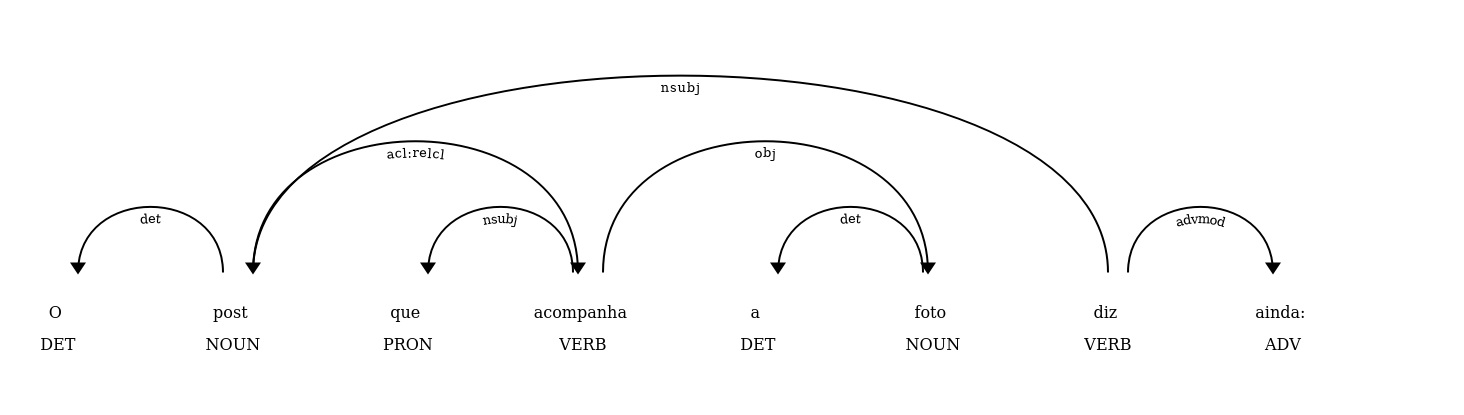 nsubj
acl:relcl obj
det nsubj det advmod
O post que acompanha a foto diz ainda:
DET NOUN PRON VERB DET NOUN VERB ADV